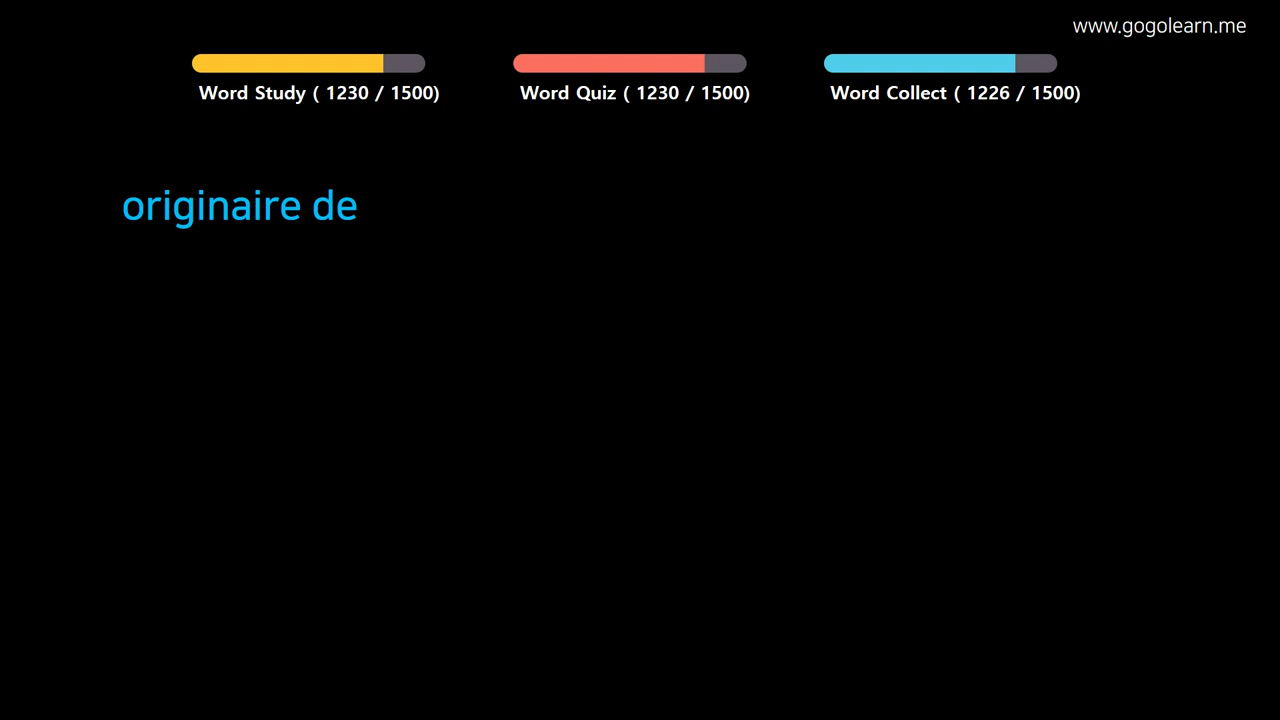 www.gogolearn.me
Word Study ( 1230 / 1500)
Word Quiz ( 1230 / 1500)
Word Collect ( 1226 / 1500)
originaire de